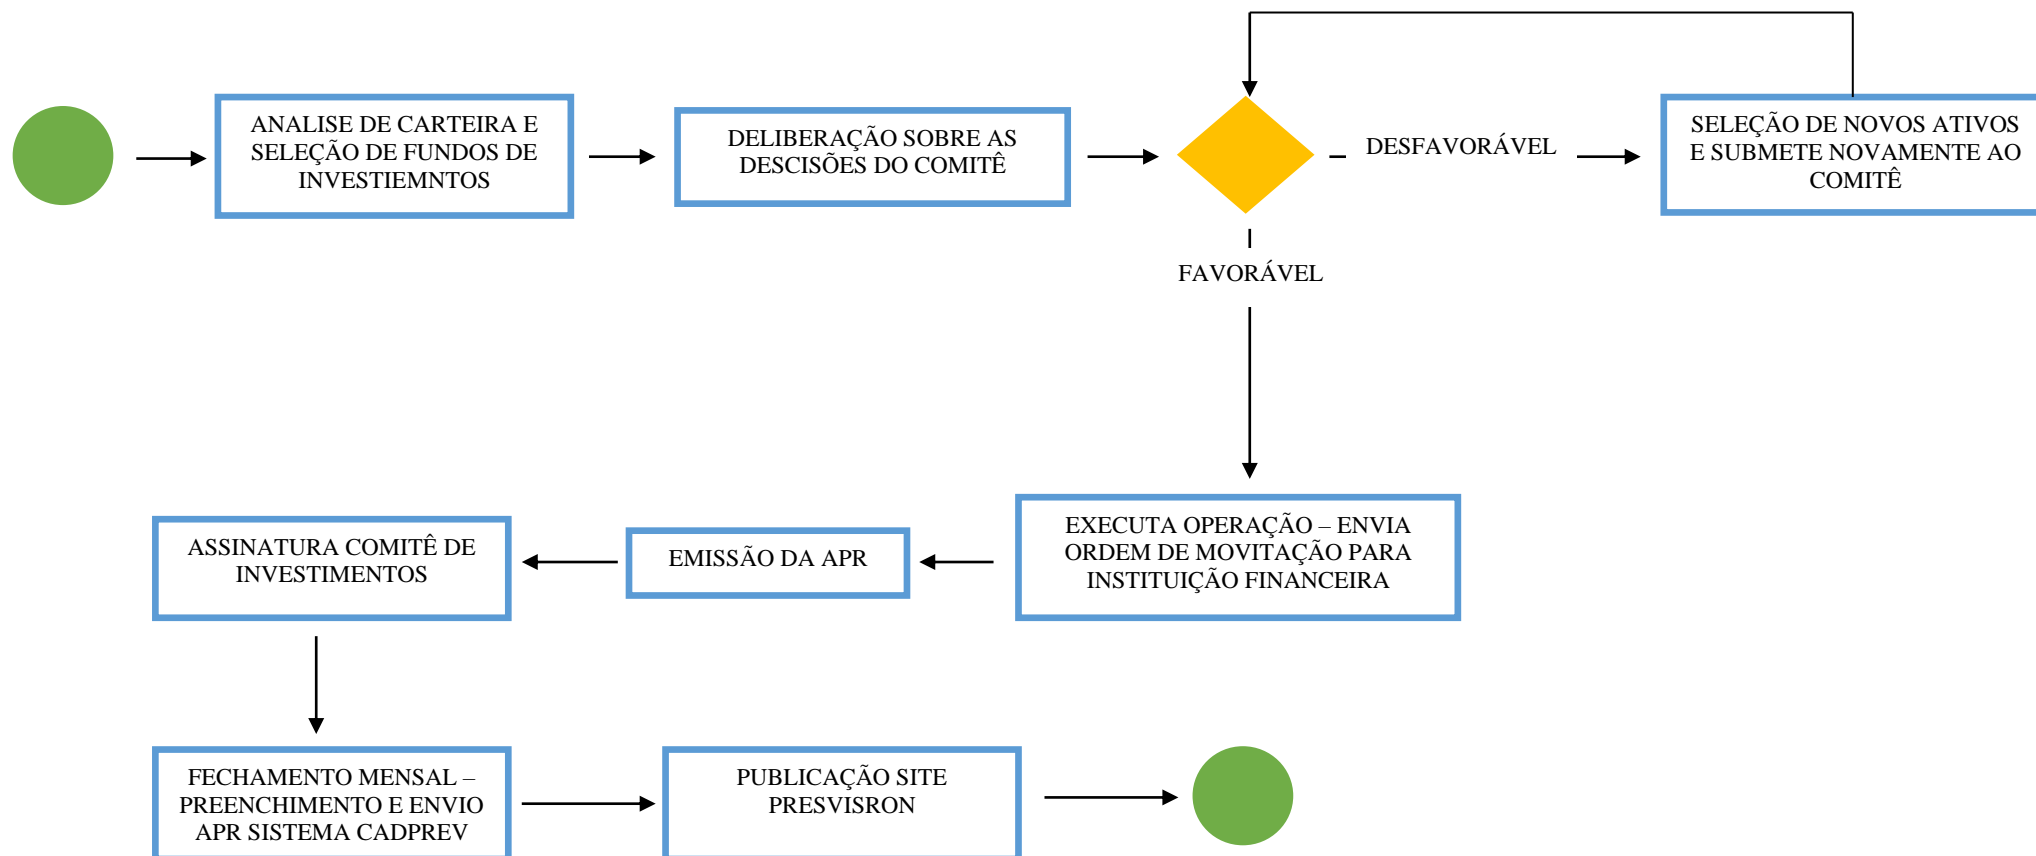 ANALISE DE CARTEIRA E
SELEÇÃO DE FUNDOS DE
INVESTIEMNTOS
DELIBERAÇÃO SOBRE AS
DESCISÕES DO COMITÊ
DESFAVORÁVEL
SELEÇÃO DE NOVOS ATIVOS
E SUBMETE NOVAMENTE AO
COMITÊ
FAVORÁVEL
EXECUTA OPERAÇÃO – ENVIA
ORDEM DE MOVITAÇÃO PARA
INSTITUIÇÃO FINANCEIRA
EMISSÃO DA APR
ASSINATURA COMITÊ DE
INVESTIMENTOS
FECHAMENTO MENSAL –
PREENCHIMENTO E ENVIO
APR SISTEMA CADPREV
PUBLICAÇÃO SITE
PRESVISRON